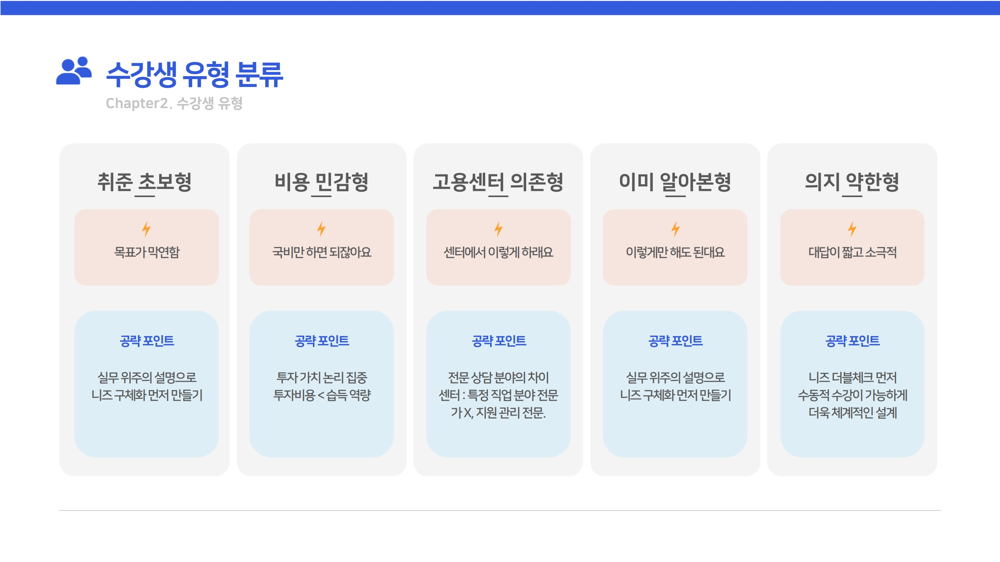 수강생 유형 분류
Chapter2. 수강생 유형
취준 초보형
목표가 막연함
공략 포인트
실무 위주의 설명으로
니즈 구체화 먼저 만들기
비용 민감형
국비만 하면 되잖아요
공략 포인트
투자 가치 논리 집중
투자비용 < 습득 역량
고용센터 의존형
센터에서 이렇게 하래요
공략 포인트
전문 상담 분야의 차이
센터 : 특정 직업 분야 전문
가 X, 지원 관리 전문.
이미 알아본형
이렇게만 해도 된대요
공략 포인트
실무 위주의 설명으로
니즈 구체화 먼저 만들기
의지 약한형
대답이 짧고 소극적
공략 포인트
니즈 더블체크 먼저
수동적 수강이 가능하게
더욱 체계적인 설계